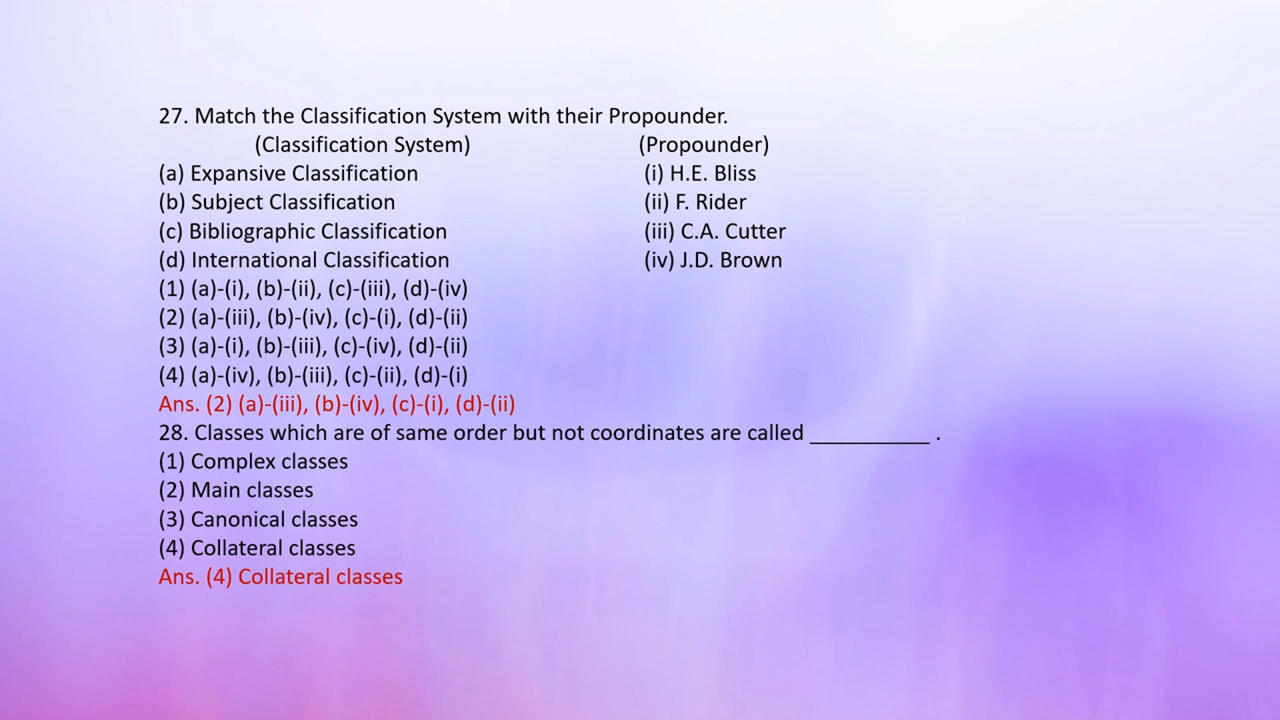 27. Match the Classification System with their Propounder.
(Classification System) (Propounder)
(a) Expansive Classification (i) H.E. Bliss
(b) Subject Classification (ii) F. Rider
(c) Bibliographic Classification (iii) C.A. Cutter
(d) International Classification (iv) J.D. Brown
(1) (a)-(i), (b)-(ii), (c)-(iii), (d)-(iv)
(2) (a)-(iii), (b)-(iv), (c)-(i), (d)-(ii)
(3) (a)-(i), (b)-(iii), (c)-(iv), (d)-(ii)
(4) (a)-(iv), (b)-(iii), (c)-(ii), (d)-(i)
Ans. (2) (a)-(iii), (b)-(iv), (c)-(i), (d)-(ii)
28. Classes which are of same order but not coordinates are called __________ .
(1) Complex classes
(2) Main classes
(3) Canonical classes
(4) Collateral classes
Ans. (4) Collateral classes